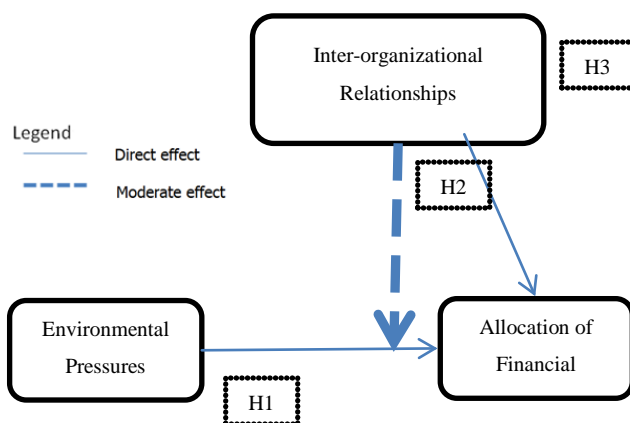 Inter-organizational
Relationships
H3
Legend
Direct effect
Moderate effect
H2
Environmental
Pressures
Allocation of
Financial
H1